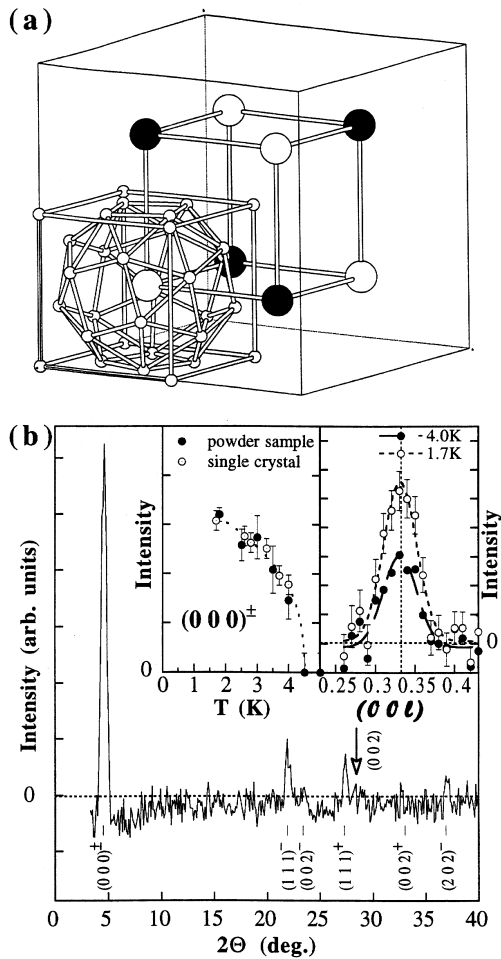 (a)
(b)
powder sample
single crystal
4.0K
1.7K
Intensity
Intensity
Intensity (arb. units)
(0 0 0)±
0
0
0
0 1 2 3 4
0.25 0.3 0.35 0.4
T (K)
(0 0 ℓ)
(0 0 2)
(0 0 0)±
(1 1 1)−
(0 0 2)−
(1 1 1)+
(0 0 2)+
(2 0 2)−
0 5 10 15 20 25 30 35 40
2Θ (deg.)